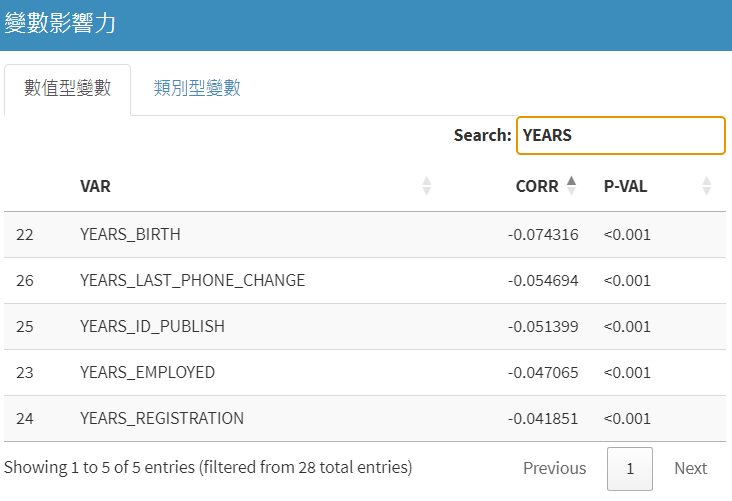 變數影響力
數值型變數 類別型變數
Search: YEARS
VAR CORR P-VAL
22 YEARS_BIRTH -0.074316 <0.001
26 YEARS_LAST_PHONE_CHANGE -0.054694 <0.001
25 YEARS_ID_PUBLISH -0.051399 <0.001
23 YEARS_EMPLOYED -0.047065 <0.001
24 YEARS_REGISTRATION -0.041851 <0.001
Showing 1 to 5 of 5 entries (filtered from 28 total entries) Previous 1 Next